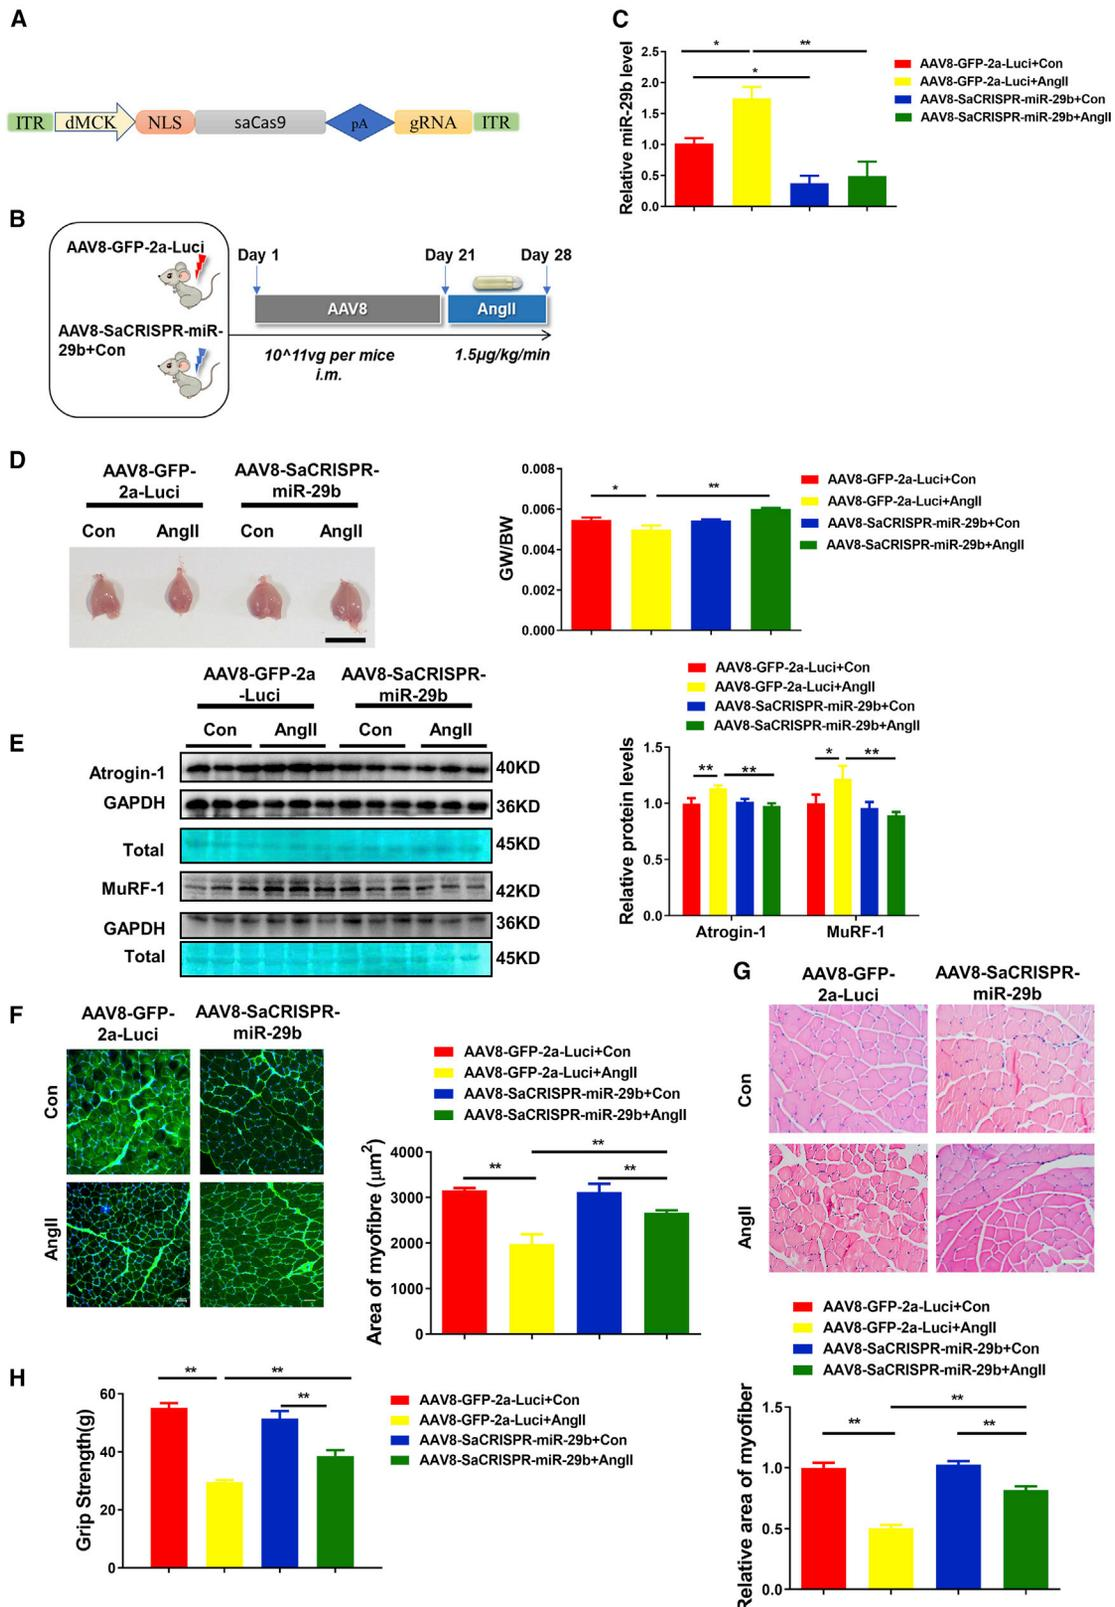 A
ITR dMCK NLS saCas9 pA gRNA ITR
B
AAV8-GFP-2a-Luci
AAV8-SaCRISPR-miR-
29b+Con
Day 1 Day 21 Day 28
AAV8 AngII
10^11vg per mice 1.5μg/kg/min
i.m.
C
Relative miR-29b level
2.5
2.0
1.5
1.0
0.5
0.0
* **
*
AAV8-GFP-2a-Luci+Con
AAV8-GFP-2a-Luci+AngII
AAV8-SaCRISPR-miR-29b+Con
AAV8-SaCRISPR-miR-29b+AngII
D
AAV8-GFP-
2a-Luci
AAV8-SaCRISPR-
miR-29b
Con AngII Con AngII
GW/BW
0.008
0.006
0.004
0.002
0.000
* **
AAV8-GFP-2a-Luci+Con
AAV8-GFP-2a-Luci+AngII
AAV8-SaCRISPR-miR-29b+Con
AAV8-SaCRISPR-miR-29b+AngII
E
AAV8-GFP-2a
-Luci
AAV8-SaCRISPR-
miR-29b
Con AngII Con AngII
Atrogin-1 40KD
GAPDH 36KD
Total 45KD
MuRF-1 42KD
GAPDH 36KD
Total 45KD
AAV8-GFP-2a-Luci+Con
AAV8-GFP-2a-Luci+AngII
AAV8-SaCRISPR-miR-29b+Con
AAV8-SaCRISPR-miR-29b+AngII
Relative protein levels
1.5
1.0
0.5
0.0
** ** * **
Atrogin-1 MuRF-1
F
AAV8-GFP-
2a-Luci
AAV8-SaCRISPR-
miR-29b
Con
AngII
AAV8-GFP-2a-Luci+Con
AAV8-GFP-2a-Luci+AngII
AAV8-SaCRISPR-miR-29b+Con
AAV8-SaCRISPR-miR-29b+AngII
Area of myofibre (μm2)
4000
3000
2000
1000
0
**
** **
G
AAV8-GFP-
2a-Luci
AAV8-SaCRISPR-
miR-29b
Con
AngII
AAV8-GFP-2a-Luci+Con
AAV8-GFP-2a-Luci+AngII
AAV8-SaCRISPR-miR-29b+Con
AAV8-SaCRISPR-miR-29b+AngII
Relative area of myofiber
1.5
1.0
0.5
0.0
**
** **
H
Grip Strength(g)
60
40
20
0
** **
**
AAV8-GFP-2a-Luci+Con
AAV8-GFP-2a-Luci+AngII
AAV8-SaCRISPR-miR-29b+Con
AAV8-SaCRISPR-miR-29b+AngII